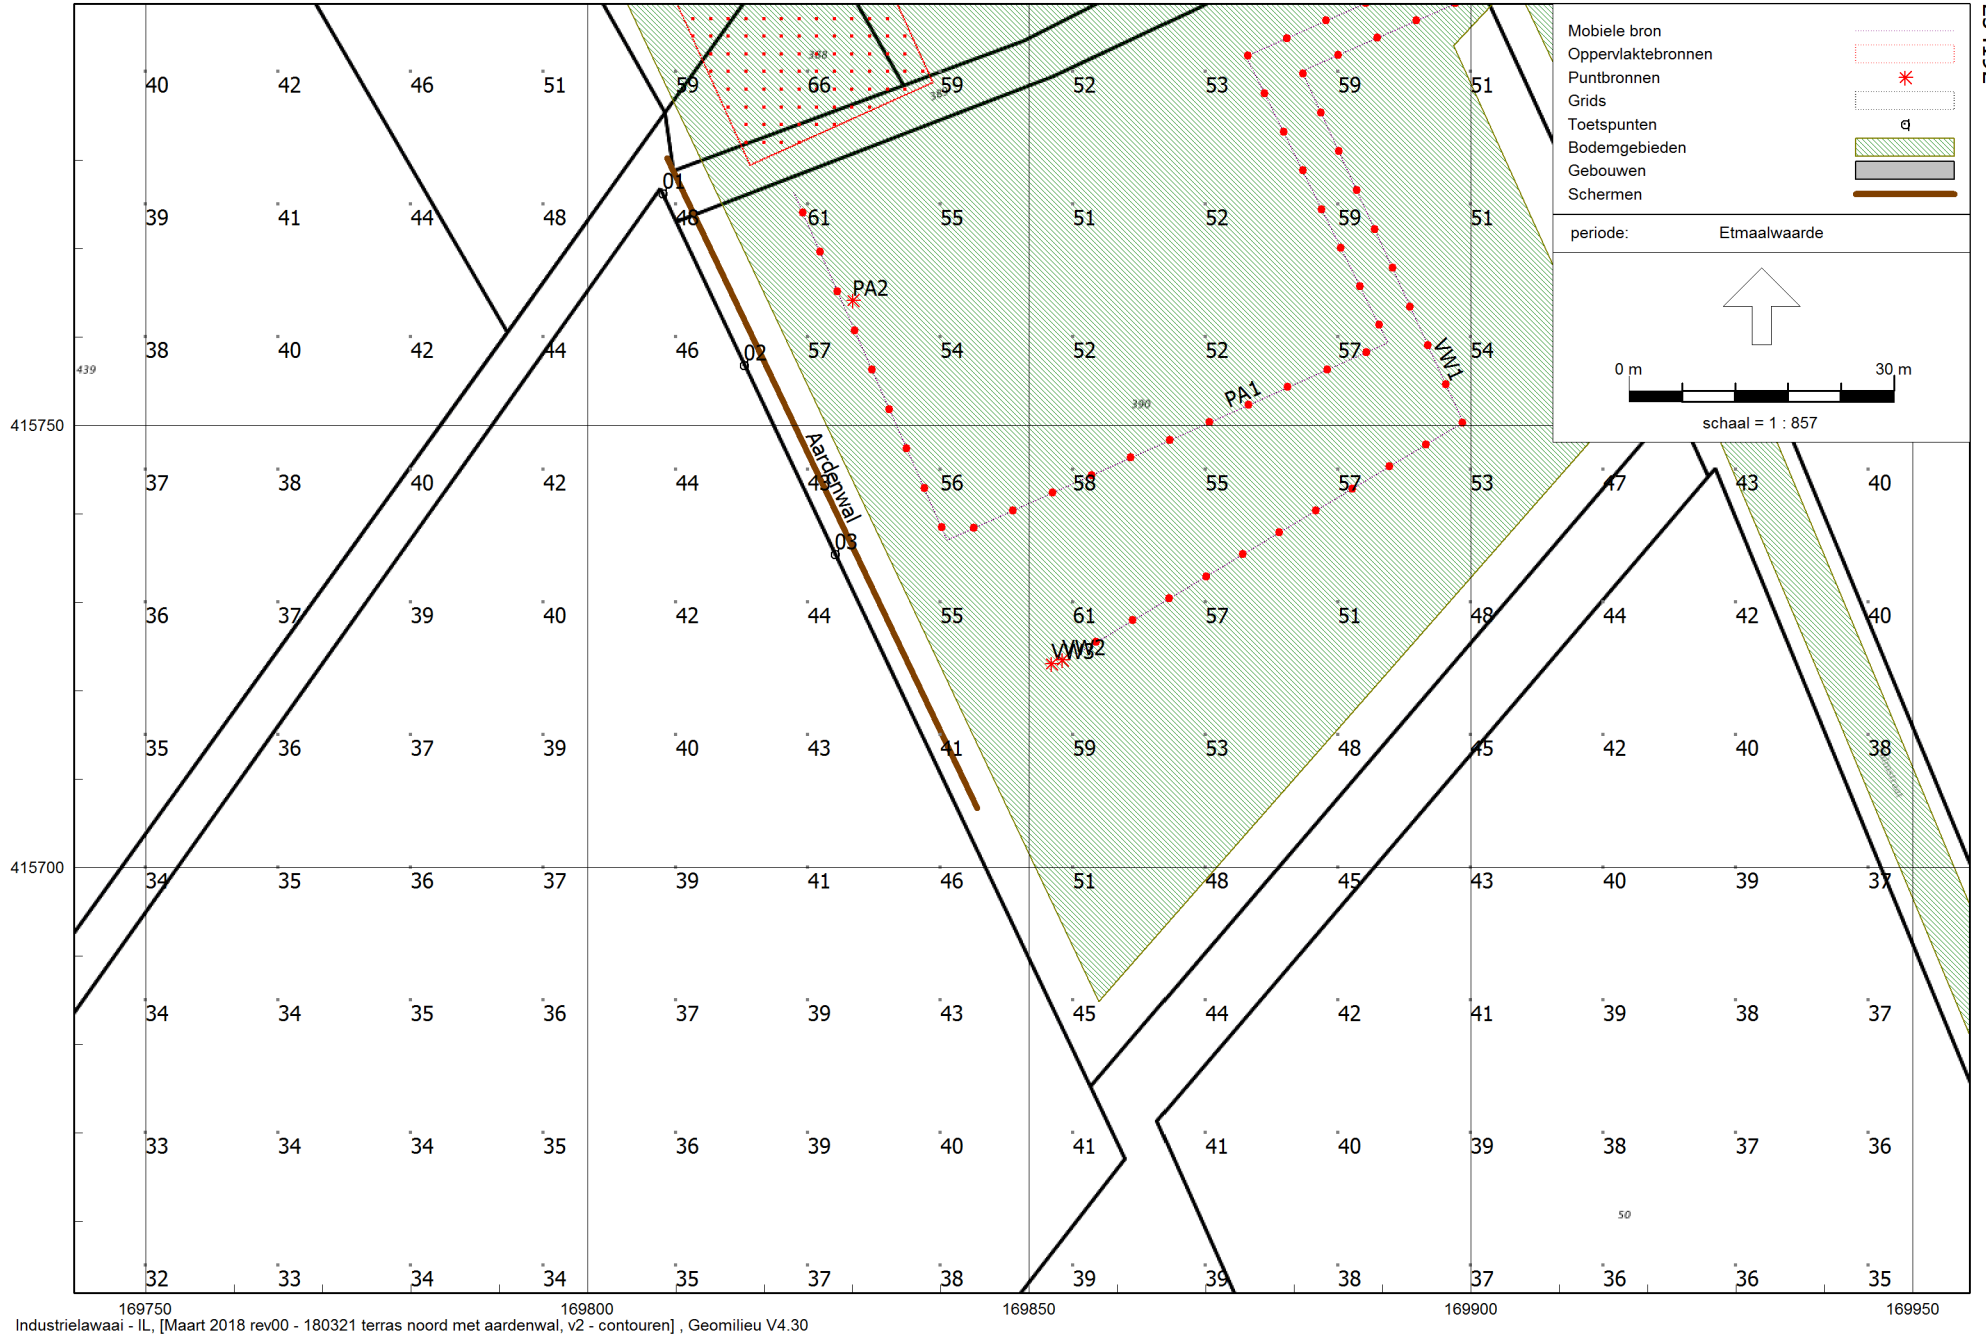 Mobiele bron
Oppervlaktebronnen
Puntbronnen
Grids
Toetspunten
Bodemgebieden
Gebouwen
Schermen
periode: Etmaalwaarde
0 m 30 m
schaal = 1 : 857
388
40 42 46 51 59 66 59 52 53 59 51
01
39 41 44 48 48 61 55 51 52 59 51
PA2
38 40 42 44 46 02 57 54 52 52 57 VW1 54
439
PA1
390
415750
Aardenwal
37 38 40 42 44 43 56 58 55 57 53 47 43 40
03
36 37 39 40 42 44 55 61 57 51 48 44 42 40
VW3 VW2
35 36 37 39 40 43 41 59 53 48 45 42 40 38
415700
34 35 36 37 39 41 46 51 48 45 43 40 39 37
34 34 35 36 37 39 43 45 44 42 41 39 38 37
33 34 34 35 36 39 40 41 41 40 39 38 37 36
50
32 33 34 34 35 37 38 39 39 38 37 36 36 35
169750 169800 169850 169900 169950
Industrielawaai - IL, [Maart 2018 rev00 - 180321 terras noord met aardenwal, v2 - contouren] , Geomilieu V4.30